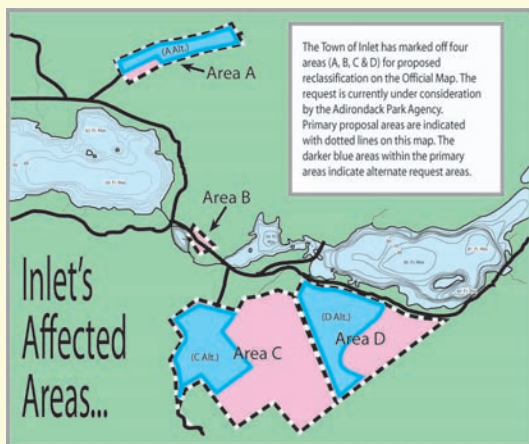 (A Alt.)
Area A
The Town of Inlet has marked off four
areas (A, B, C & D) for proposed
reclassification on the Official Map. The
request is currently under consideration
by the Adirondack Park Agency.
Primary proposal areas are indicated
with dotted lines on this map. The
darker blue areas within the primary
areas indicate alternate request areas.
Area B
Inlet's
Affected
Areas...
(C Alt.)
Area C
(D Alt.)
Area D